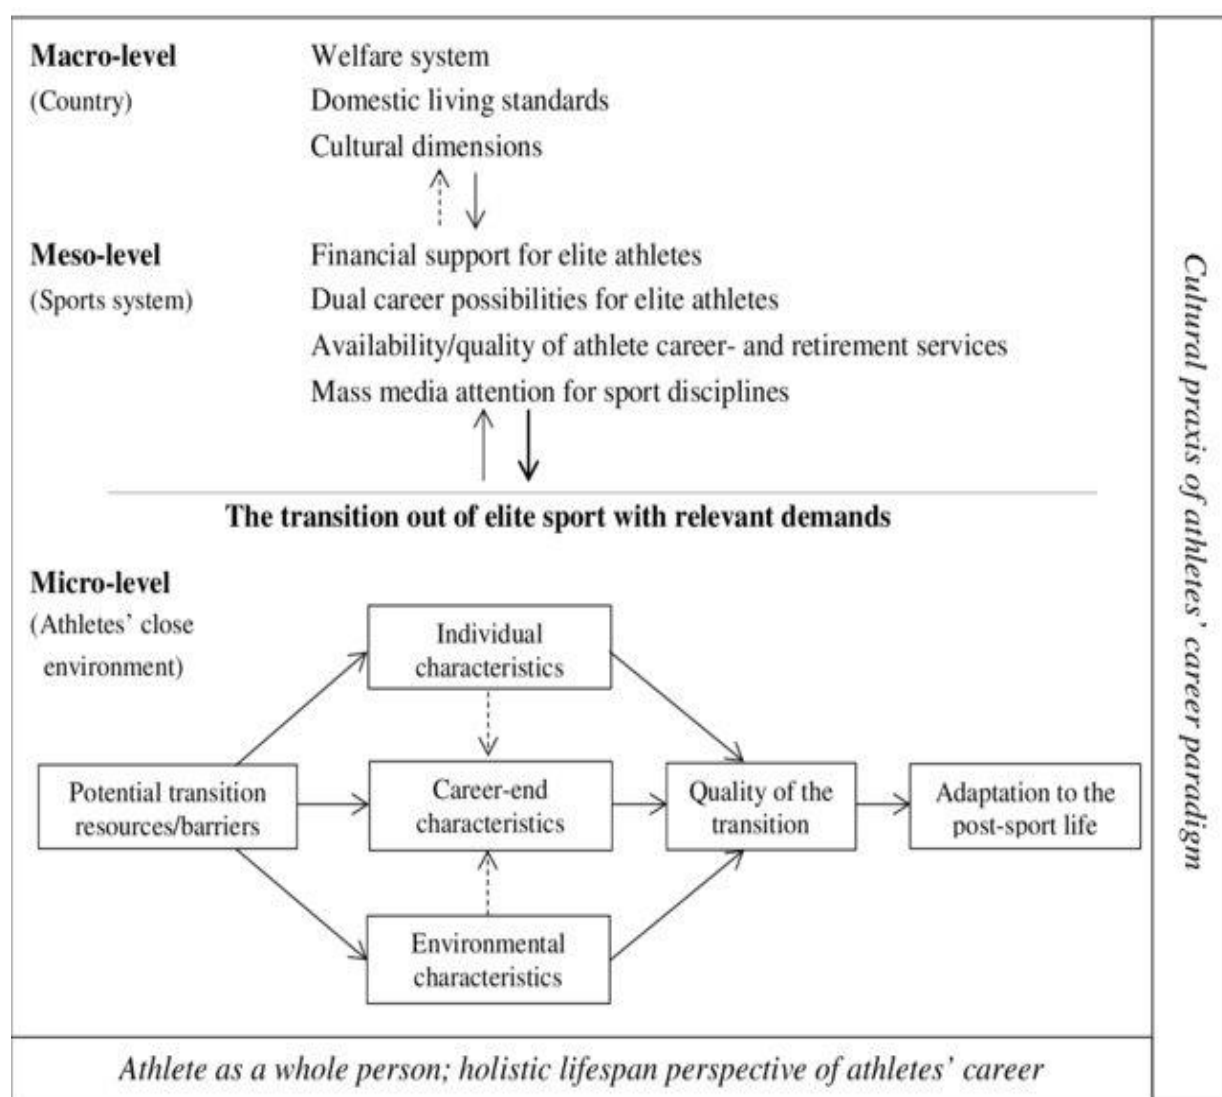 Macro-level
(Country)
Welfare system
Domestic living standards
Cultural dimensions
Meso-level
(Sports system)
Financial support for elite athletes
Dual career possibilities for elite athletes
Availability/quality of athlete career- and retirement services
Mass media attention for sport disciplines
The transition out of elite sport with relevant demands
Micro-level
(Athletes' close
environment)
Individual
characteristics
Potential transition
resources/barriers
Career-end
characteristics
Quality of the
transition
Adaptation to the
post-sport life
Environmental
characteristics
Cultural praxis of athletes' career paradigm
Athlete as a whole person; holistic lifespan perspective of athletes' career